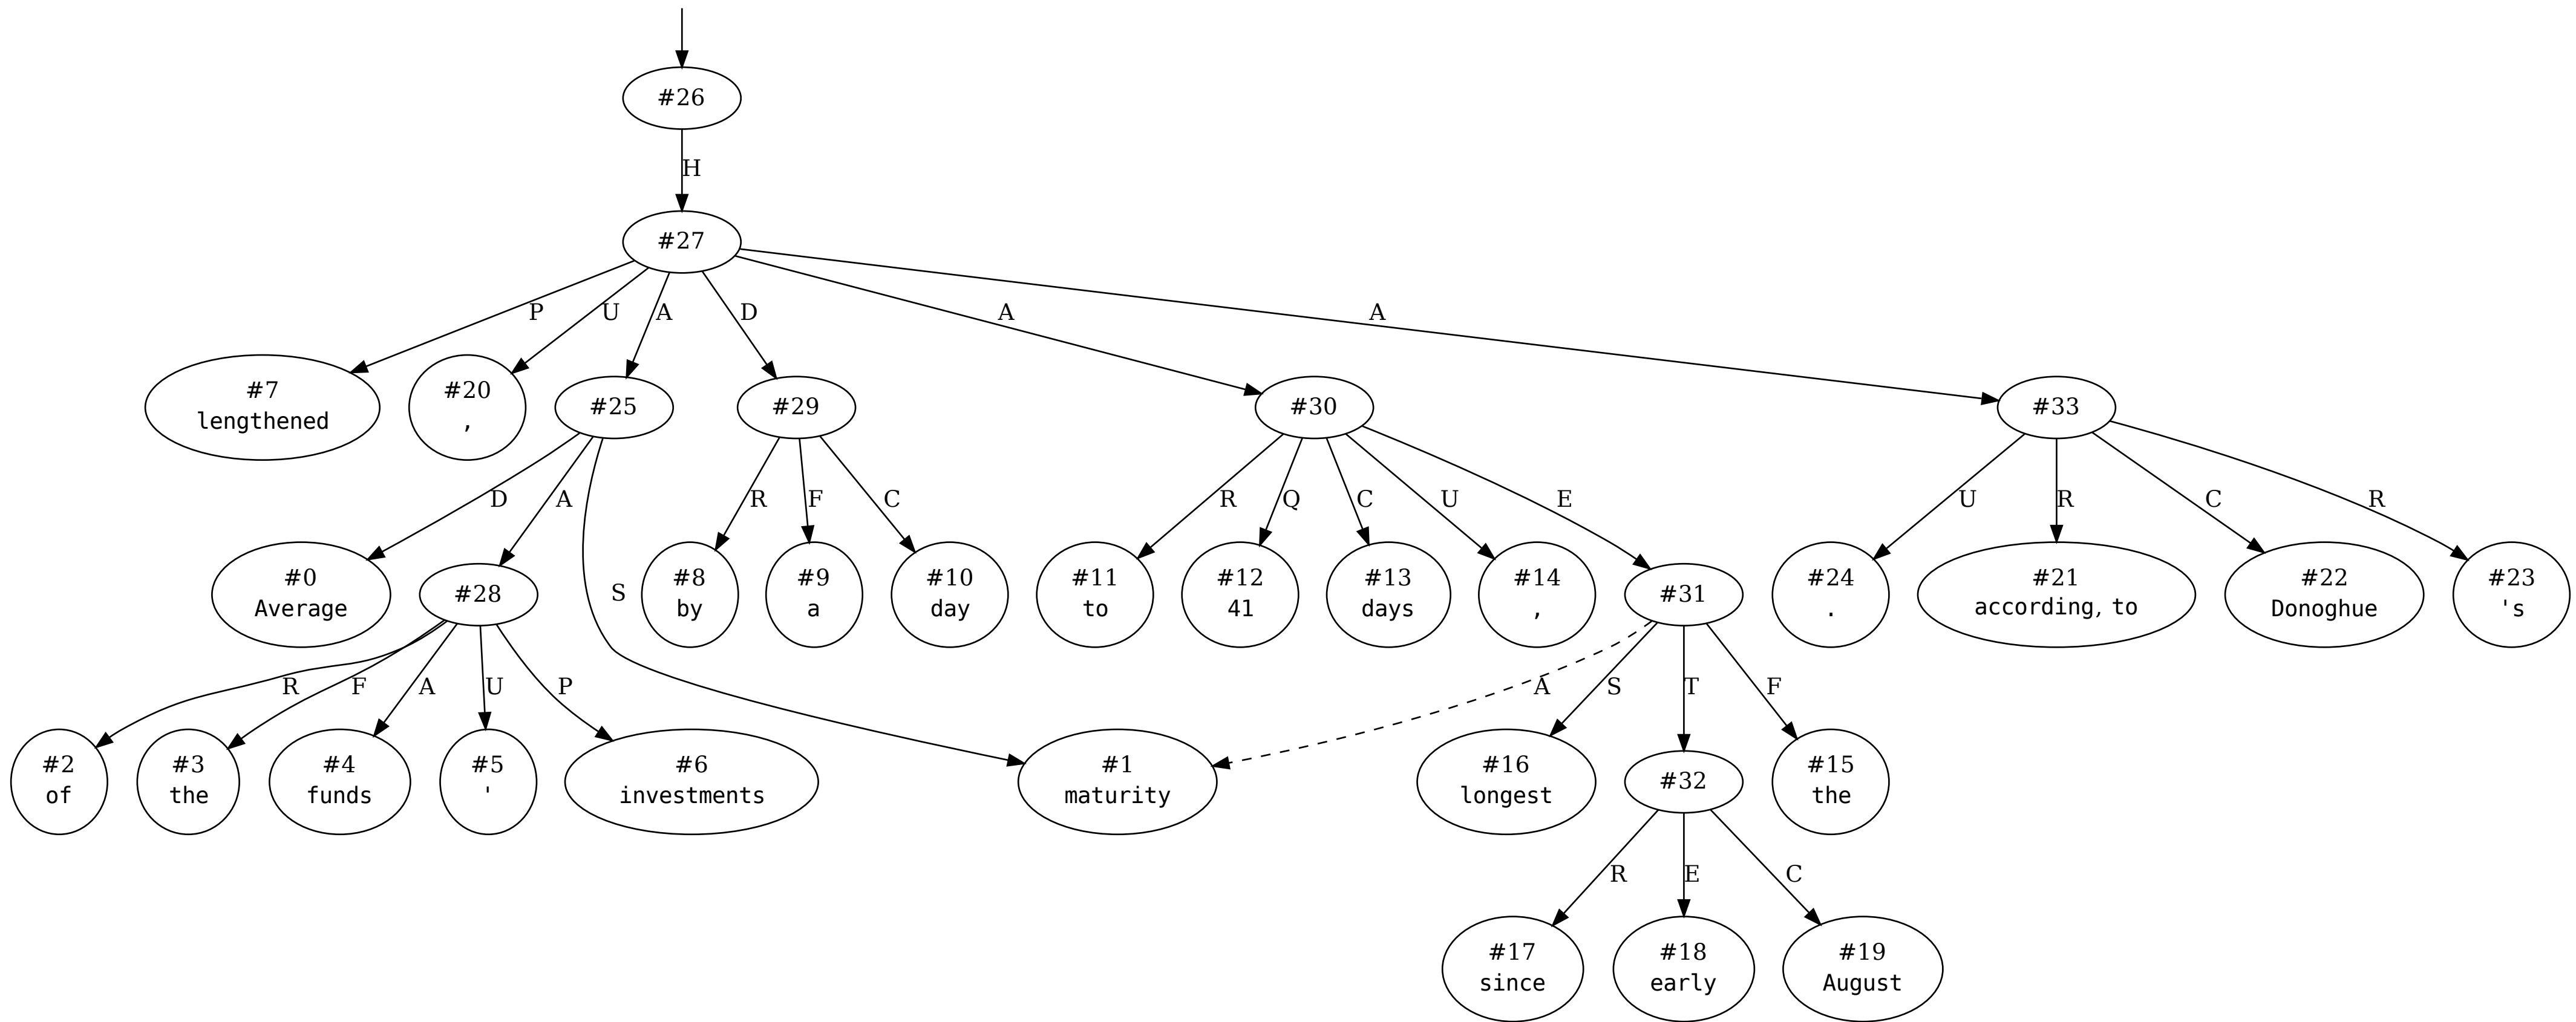 #26
H
#27
P U A D A A
#7
lengthened
#20
,
#25
#29
#30
#33
D A S R F C R Q C U E U R C R
#0
Average
#28
#8
by
#9
a
#10
day
#11
to
#12
41
#13
days
#14
,
#31
#24
.
#21
according, to
#22
Donoghue
#23
's
R F A U P A S T F
#2
of
#3
the
#4
funds
#5
'
#6
investments
#1
maturity
#16
longest
#32
#15
the
R E C
#17
since
#18
early
#19
August